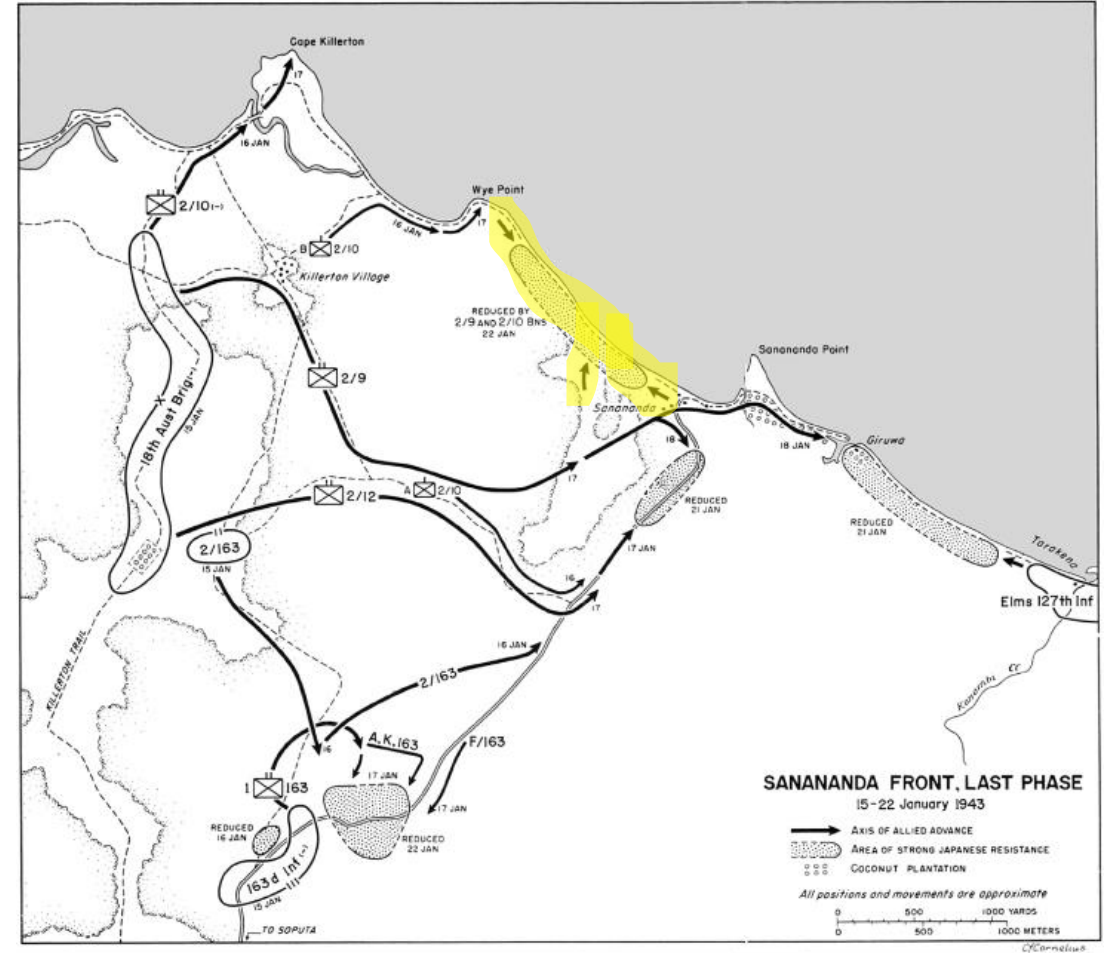 Cape Killerton
17
16 JAN
2/10(-)
Wye Point
17
16 JAN
B 2/10
Killerton Village
REDUCED BY
2/9 AND 2/10 BNS
22 JAN
Sanananda Point
2/9
18th Aust Brig(-)
X
15 JAN
Sanananda
18
18 JAN
Giruwa
17
2/12
A 2/10
REDUCED
21 JAN
REDUCED
21 JAN
2/163
15 JAN
17 JAN
Tarakena
16
17
Elms 127th Inf
KILLERTON TRAIL
16 JAN
2/163
Konombi CK
16
A.K.163
F/163
1 163
17 JAN
17 JAN
REDUCED
16 JAN
REDUCED
22 JAN
163d Inf(-)
III
15 JAN
TO SOPUTA
SANANANDA FRONT, LAST PHASE
15-22 January 1943
AXIS OF ALLIED ADVANCE
AREA OF STRONG JAPANESE RESISTANCE
COCONUT PLANTATION
All positions and movements are approximate
0 500 1000 YARDS
0 500 1000 METERS
CfCornelius